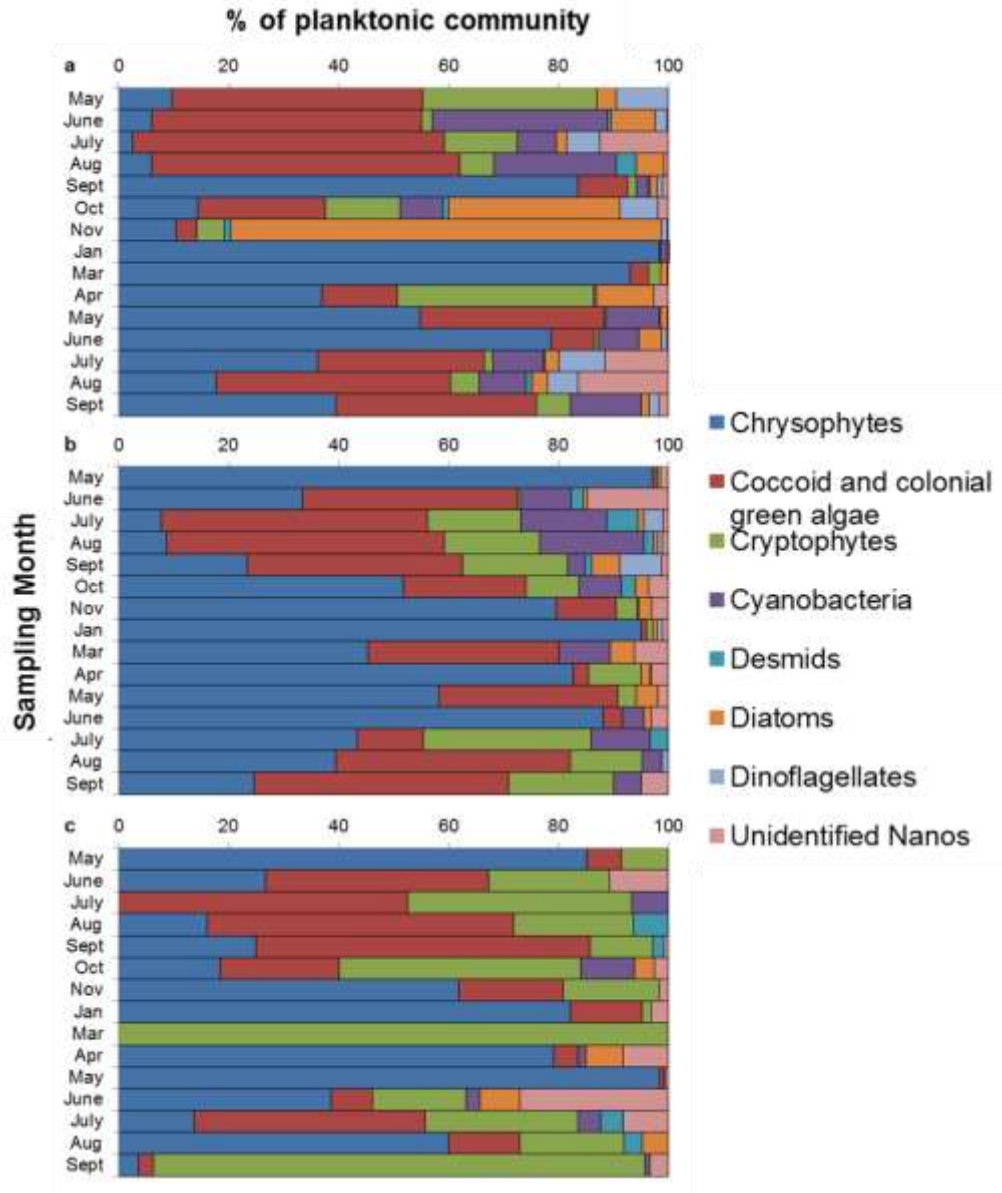 % of planktonic community
a 0 20 40 60 80 100
May
June
July
Aug
Sept
Oct
Nov
Jan
Mar
Apr
May
June
July
Aug
Sept
b 0 20 40 60 80 100
May
June
July
Aug
Sept
Oct
Nov
Jan
Mar
Apr
May
June
July
Aug
Sept
c 0 20 40 60 80 100
May
June
July
Aug
Sept
Oct
Nov
Jan
Mar
Apr
May
June
July
Aug
Sept
Sampling Month
Chrysophytes
Coccoid and colonial
green algae
Cryptophytes
Cyanobacteria
Desmids
Diatoms
Dinoflagellates
Unidentified Nanos